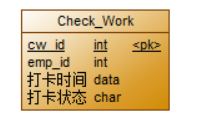 Check_Work
cw_id int <pk>
emp_id int
打卡时间 data
打卡状态 char